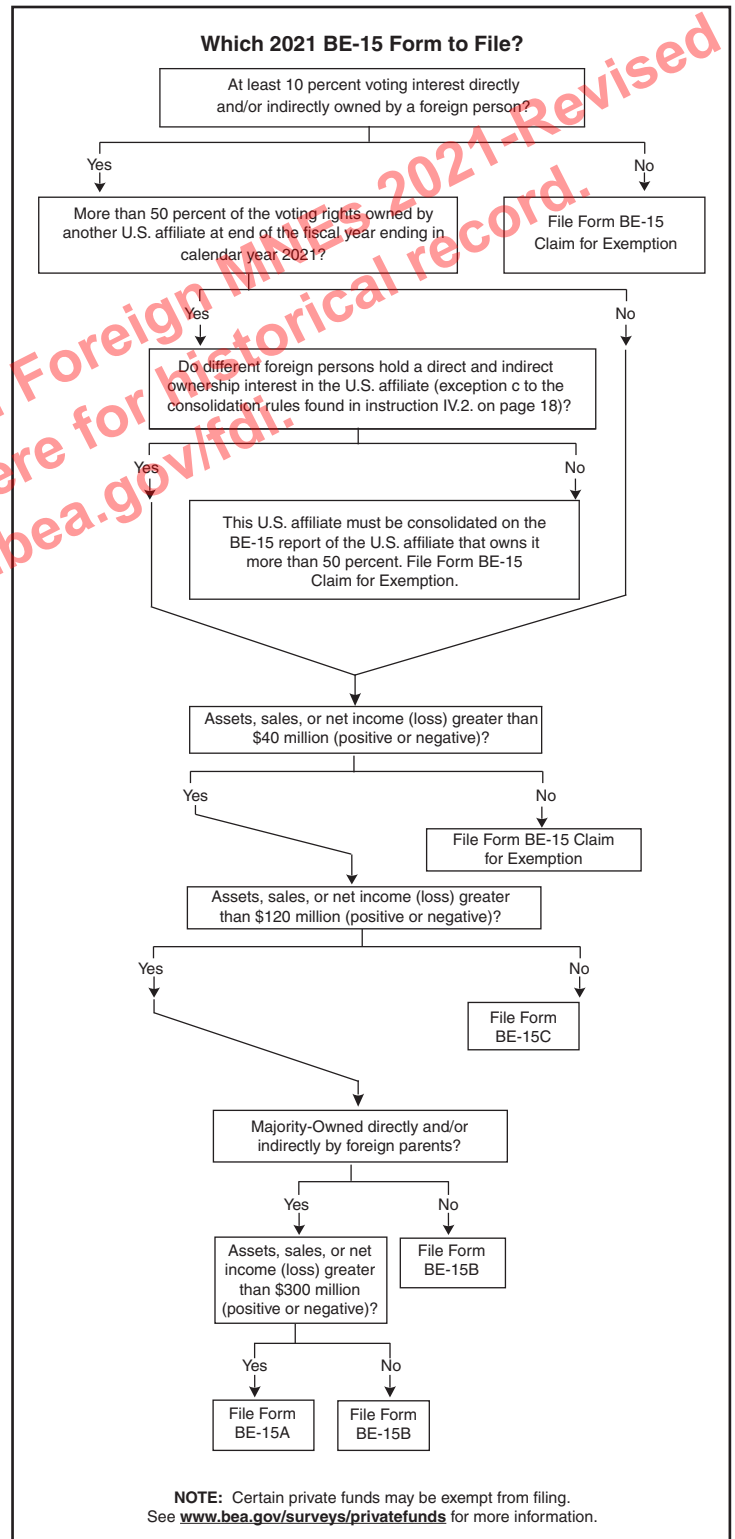 Which 2021 BE-15 Form to File?
At least 10 percent voting interest directly
and/or indirectly owned by a foreign person?
Yes
No
More than 50 percent of the voting rights owned by
another U.S. affiliate at end of the fiscal year ending in
calendar year 2021?
File Form BE-15
Claim for Exemption
Yes
No
Do different foreign persons hold a direct and indirect
ownership interest in the U.S. affiliate (exception c to the
consolidation rules found in instruction IV.2. on page 18)?
Yes
No
This U.S. affiliate must be consolidated on the
BE-15 report of the U.S. affiliate that owns it
more than 50 percent. File Form BE-15
Claim for Exemption.
Assets, sales, or net income (loss) greater than
$40 million (positive or negative)?
Yes
No
File Form BE-15 Claim
for Exemption
Assets, sales, or net income (loss) greater
than $120 million (positive or negative)?
Yes
No
File Form
BE-15C
Majority-Owned directly and/or
indirectly by foreign parents?
Yes
No
Assets, sales, or net
income (loss) greater
than $300 million
(positive or negative)?
File Form
BE-15B
Yes
No
File Form
BE-15A
File Form
BE-15B
NOTE: Certain private funds may be exempt from filing.
See www.bea.gov/surveys/privatefunds for more information.
Foreign MNEs 2021-Revised
ere for historical record.
bea.gov/fdi.